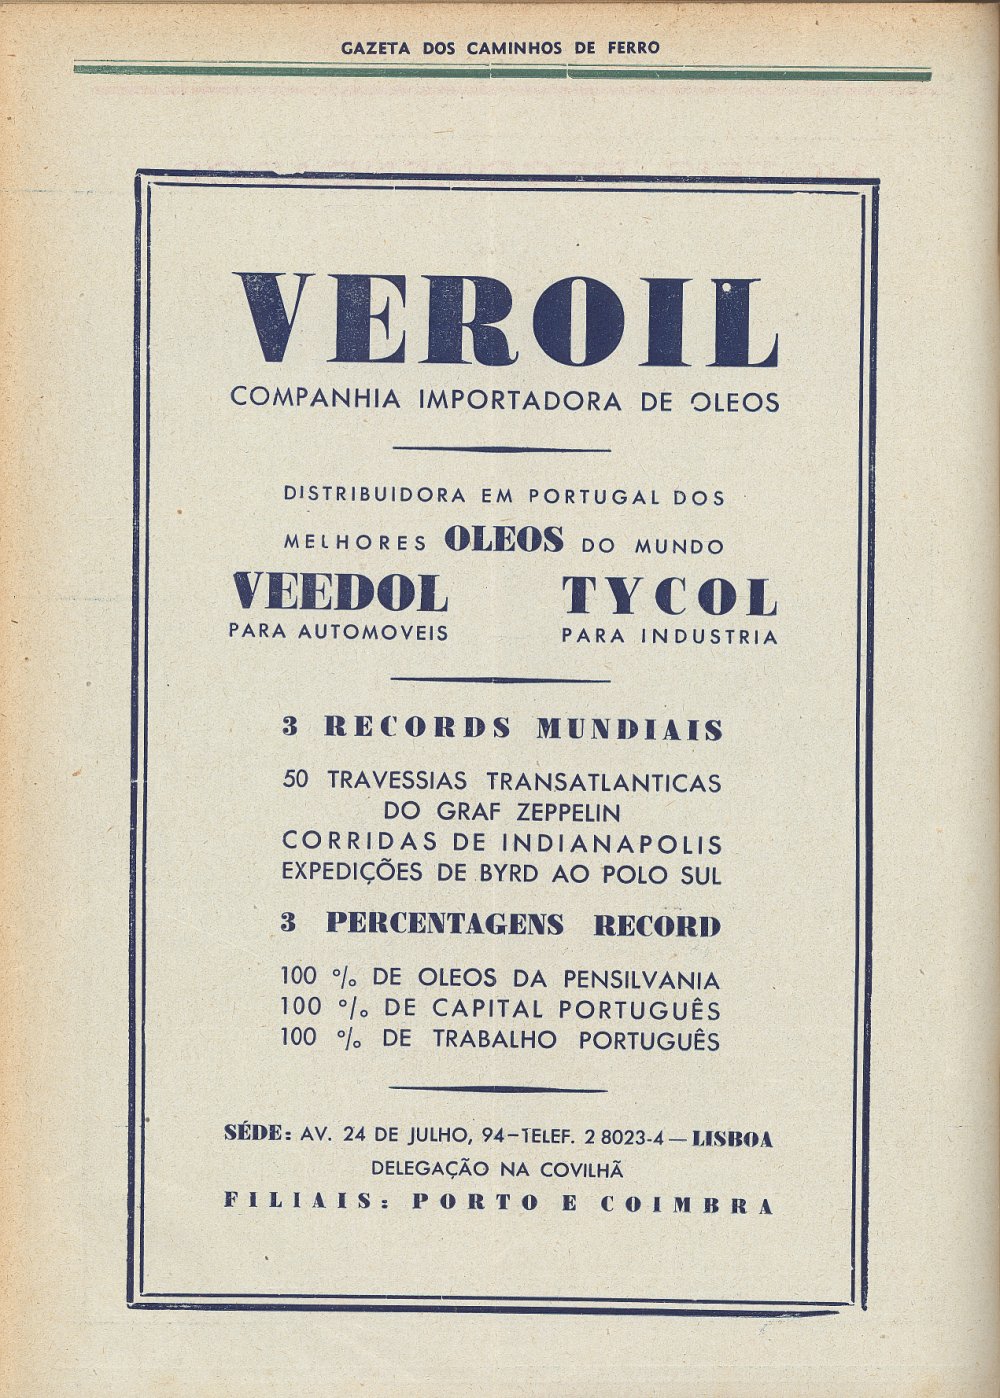 GAZETA DOS CAMINHOS DE FERRO
VEROIL
COMPANHIA IMPORTADORA DE OLEOS
DISTRIBUIDORA EM PORTUGAL DOS
MELHORES OLEOS DO MUNDO
VEEDOL TYCOL
PARA AUTOMOVEIS PARA INDUSTRIA
3 RECORDS MUNDIAIS
50 TRAVESSIAS TRANSATLANTICAS
DO GRAF ZEPPELIN
CORRIDAS DE INDIANAPOLIS
EXPEDIÇÕES DE BYRD AO POLO SUL
3 PERCENTAGENS RECORD
100 % DE OLEOS DA PENSILVANIA
100 % DE CAPITAL PORTUGUÊS
100 % DE TRABALHO PORTUGUÊS
SÉDE: AV. 24 DE JULHO, 94–TELEF. 2 8023-4 — LISBOA
DELEGAÇÃO NA COVILHÃ
FILIAIS: PORTO E COIMBRA